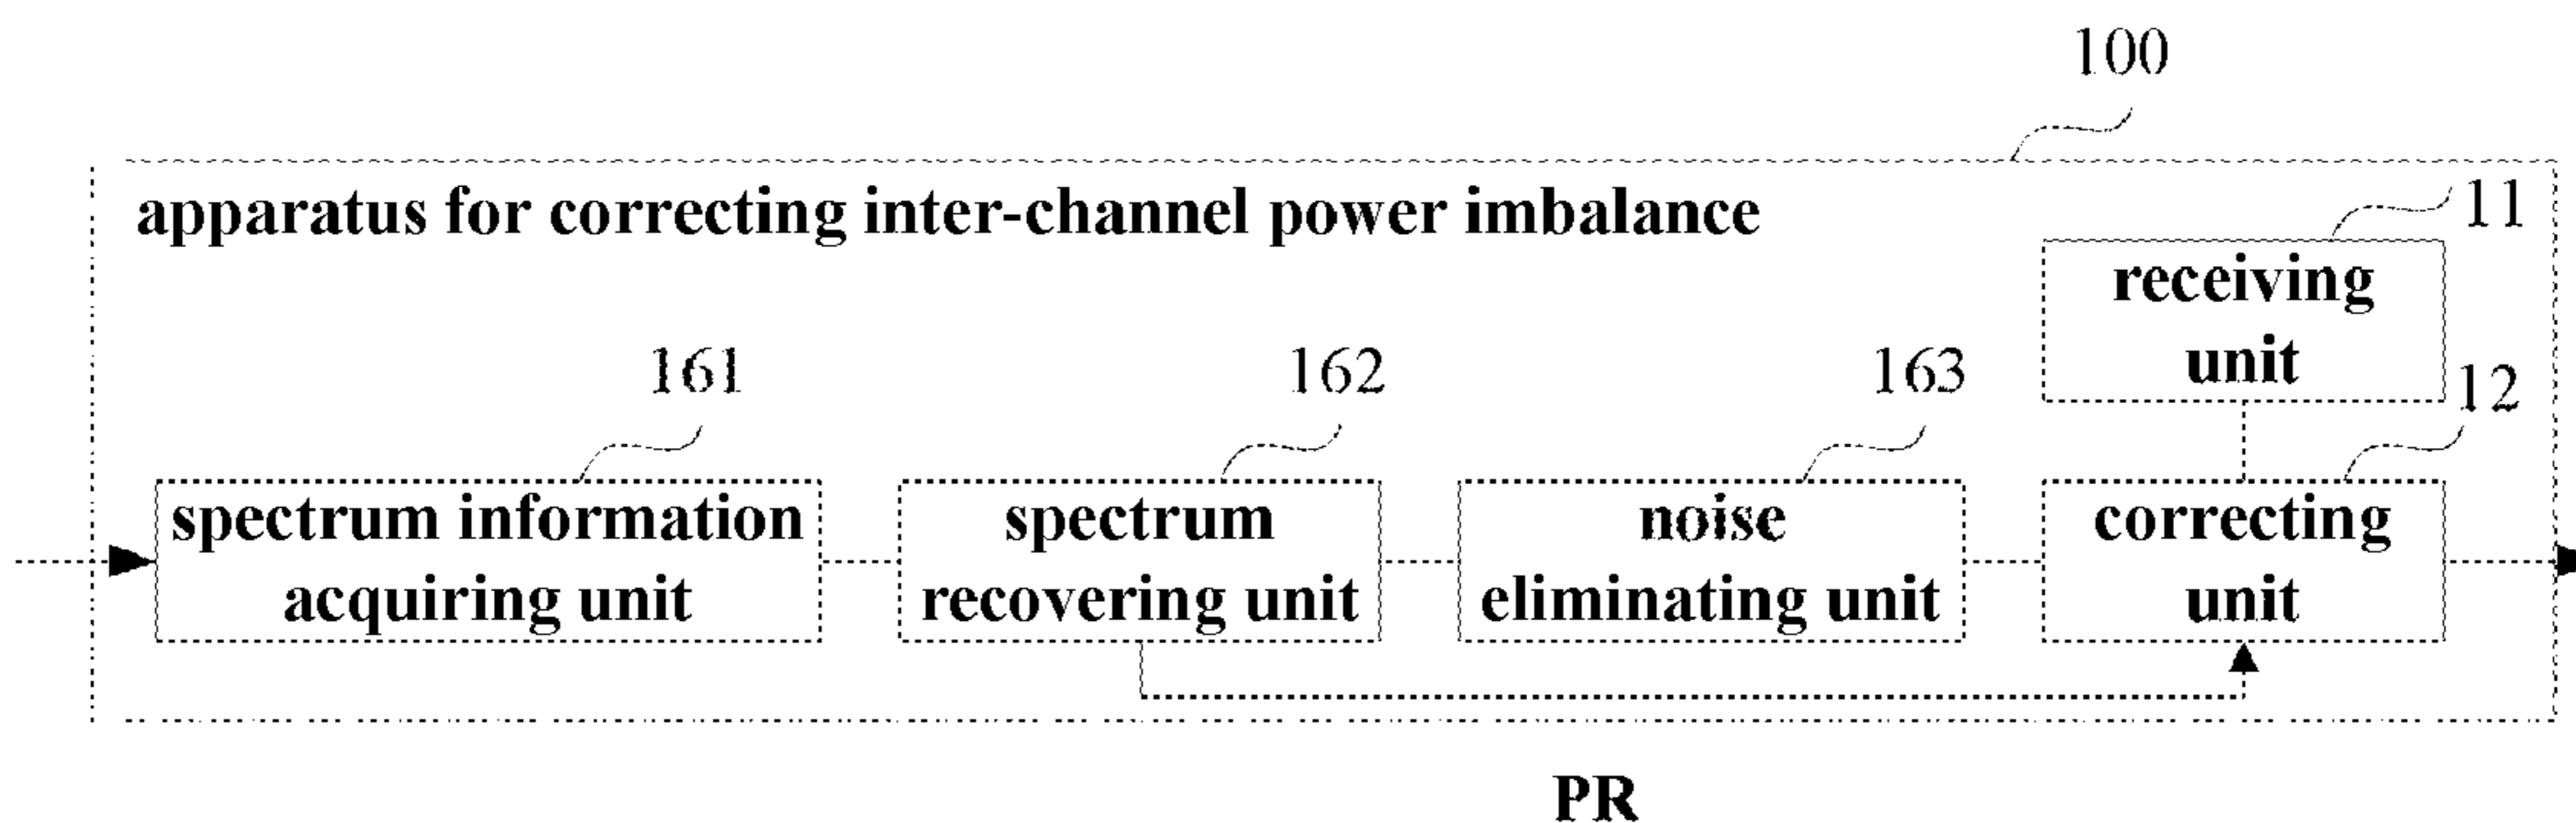 100
apparatus for correcting inter-channel power imbalance
11
receiving
unit
161
162
163
12
spectrum information
acquiring unit
spectrum
recovering unit
noise
eliminating unit
correcting
unit
PR